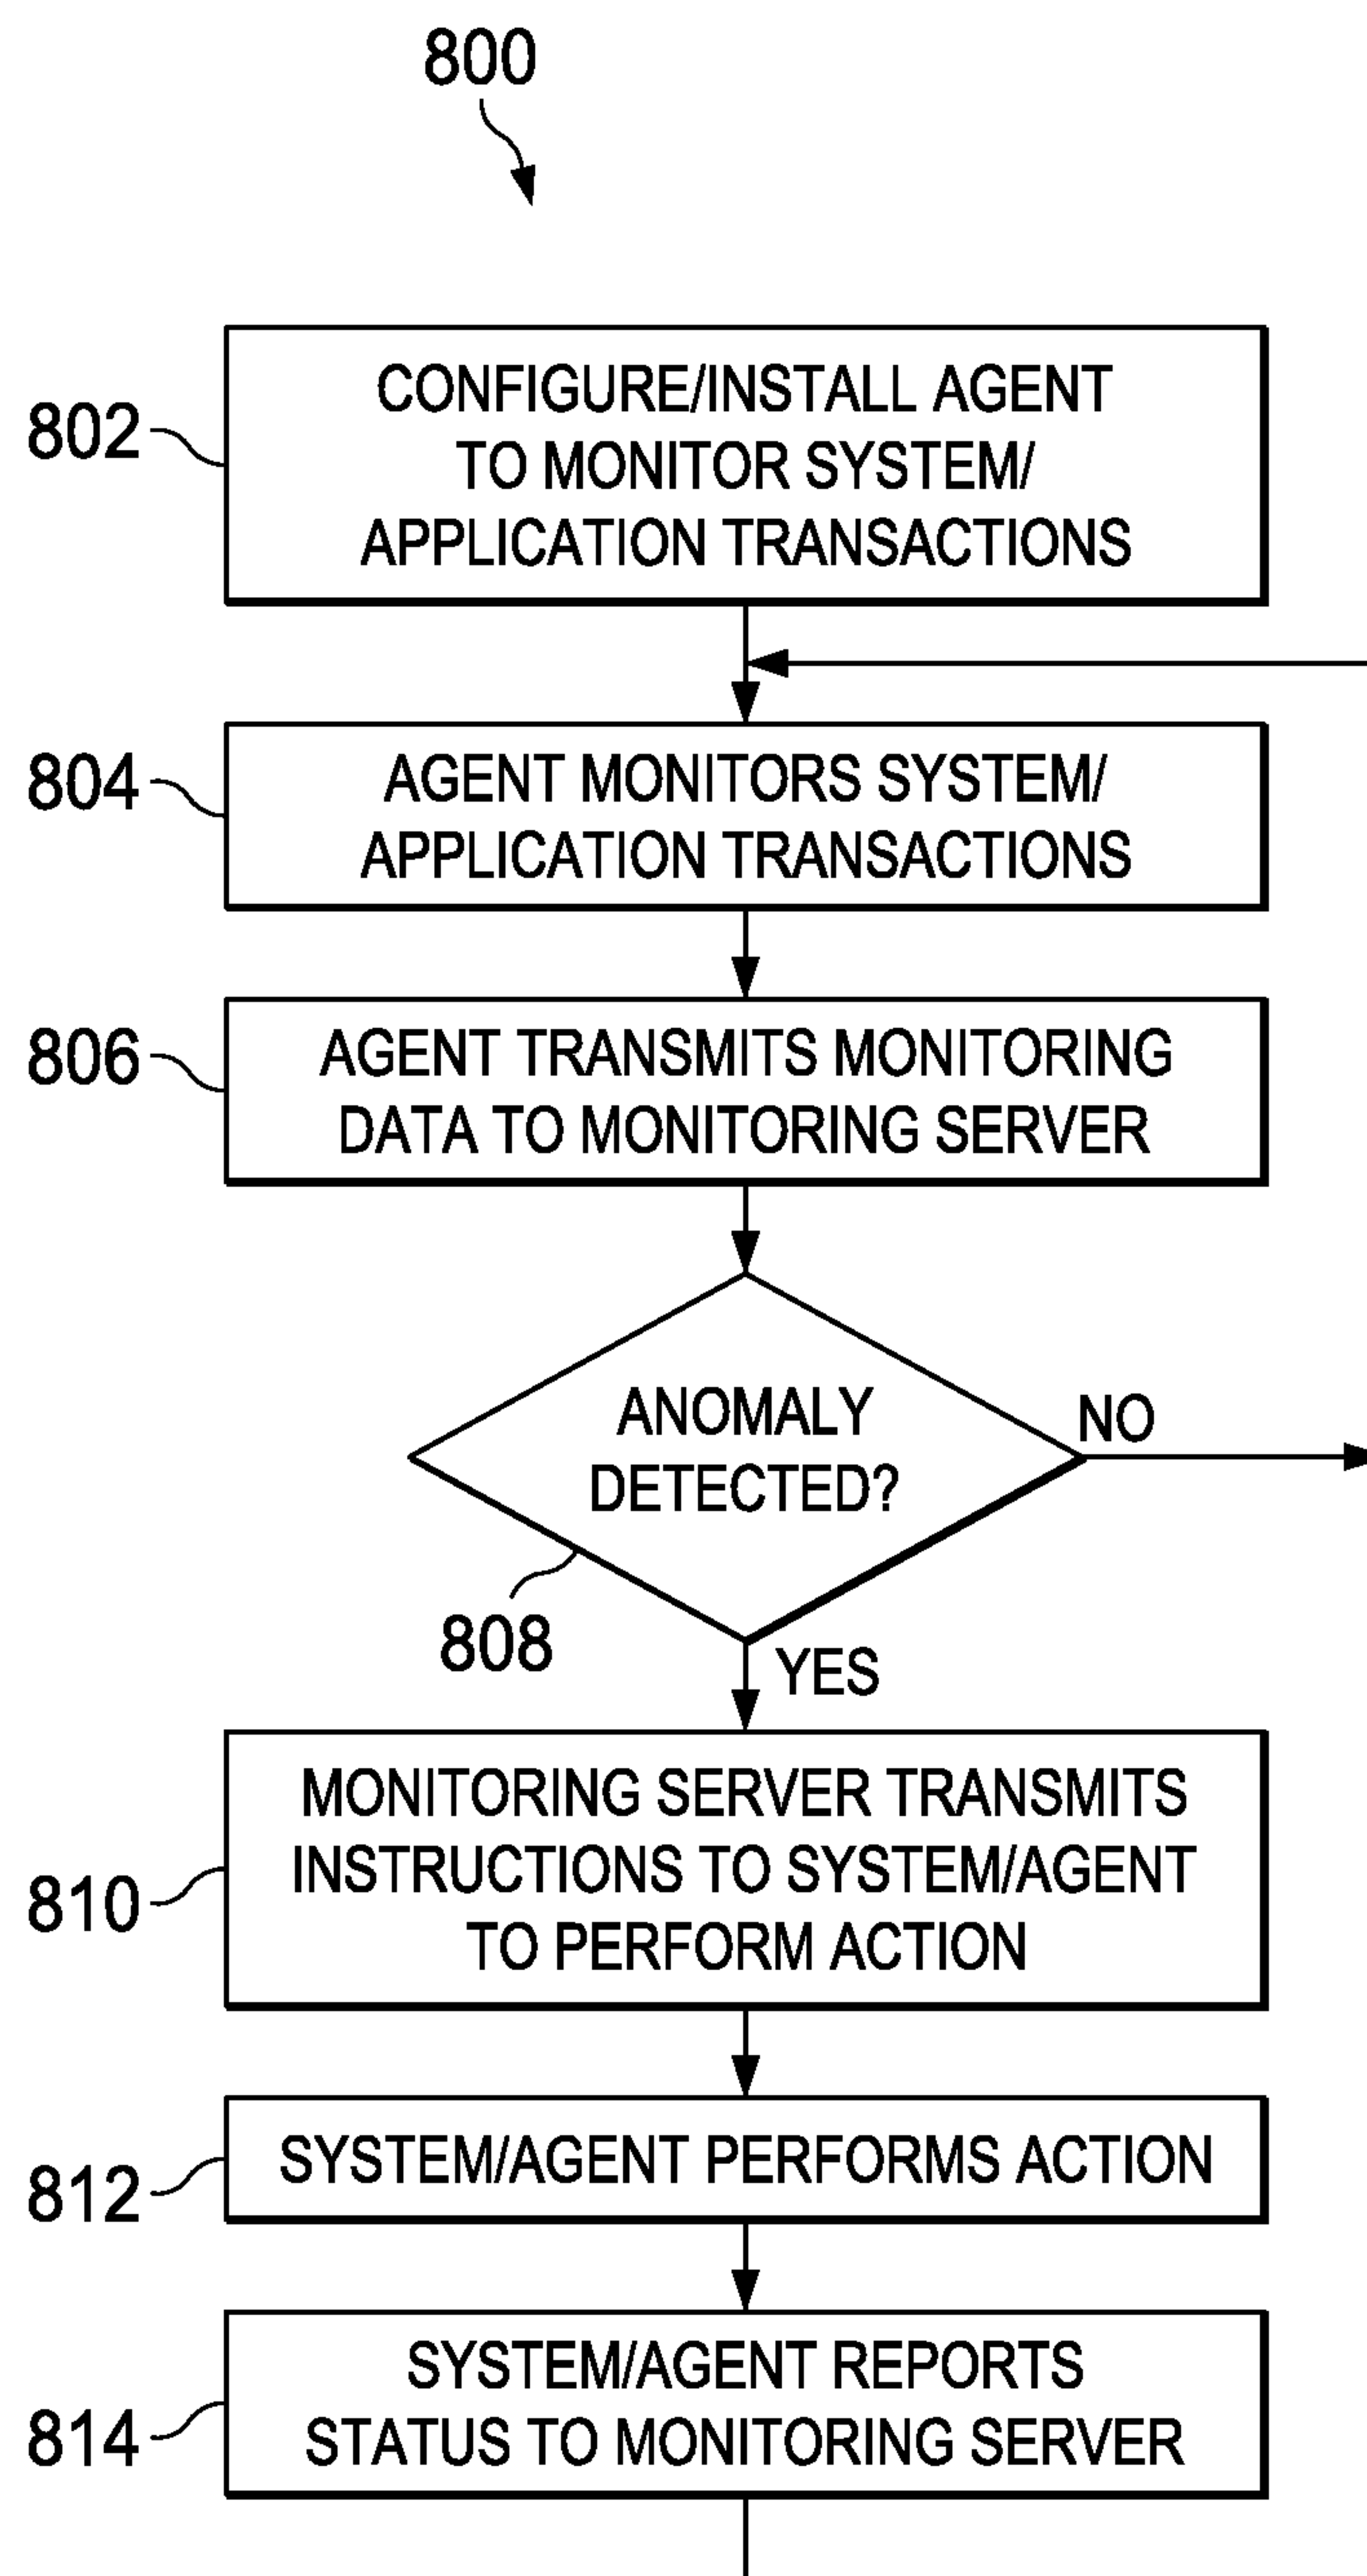 800
802
CONFIGURE/INSTALL AGENT
TO MONITOR SYSTEM/
APPLICATION TRANSACTIONS
804
AGENT MONITORS SYSTEM/
APPLICATION TRANSACTIONS
806
AGENT TRANSMITS MONITORING
DATA TO MONITORING SERVER
ANOMALY
DETECTED?
NO
808
YES
810
MONITORING SERVER TRANSMITS
INSTRUCTIONS TO SYSTEM/AGENT
TO PERFORM ACTION
812
SYSTEM/AGENT PERFORMS ACTION
814
SYSTEM/AGENT REPORTS
STATUS TO MONITORING SERVER